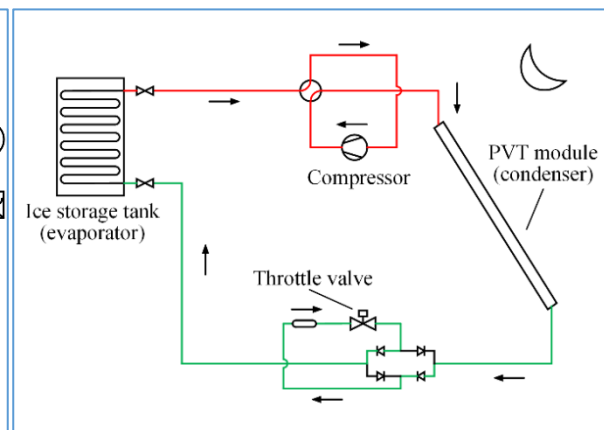 Compressor
PVT module
(condenser)
Ice storage tank
(evaporator)
Throttle valve